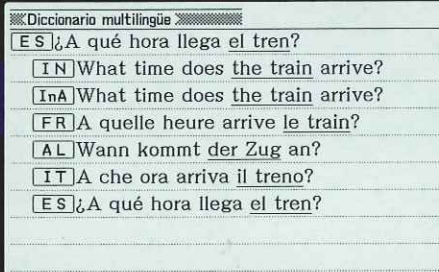 Diccionario multilingüe
ES ¿A qué hora llega el tren?
IN What time does the train arrive?
InA What time does the train arrive?
FR A quelle heure arrive le train?
AL Wann kommt der Zug an?
IT A che ora arriva il treno?
ES ¿A qué hora llega el tren?